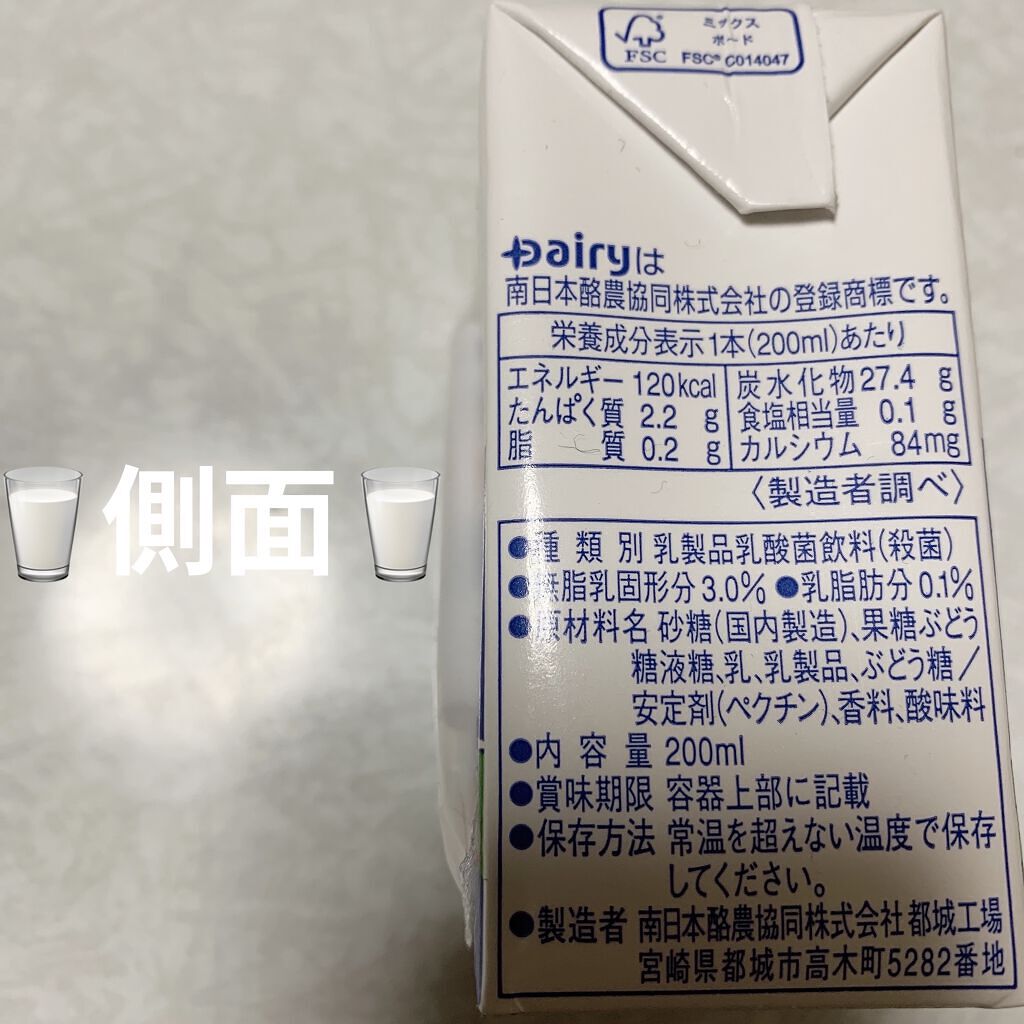 FSC
ミックス
ボード
FSC® C014047
Dairyは
南日本酪農協同株式会社の登録商標です。
栄養成分表示1本(200ml)あたり
エネルギー 120kcal 炭水化物 27.4 g
たんぱく質 2.2 g 食塩相当量 0.1 g
脂質 0.2 g カルシウム 84mg
〈製造者調べ〉
側面
●種類別 乳製品乳酸菌飲料(殺菌)
●無脂乳固形分 3.0% ●乳脂肪分 0.1%
●原材料名 砂糖(国内製造)、果糖ぶどう
糖液糖、乳、乳製品、ぶどう糖/
安定剤(ペクチン)、香料、酸味料
●内容量 200ml
●賞味期限 容器上部に記載
●保存方法 常温を超えない温度で保存
してください。
●製造者 南日本酪農協同株式会社 都城工場
宮崎県都城市高木町5282番地